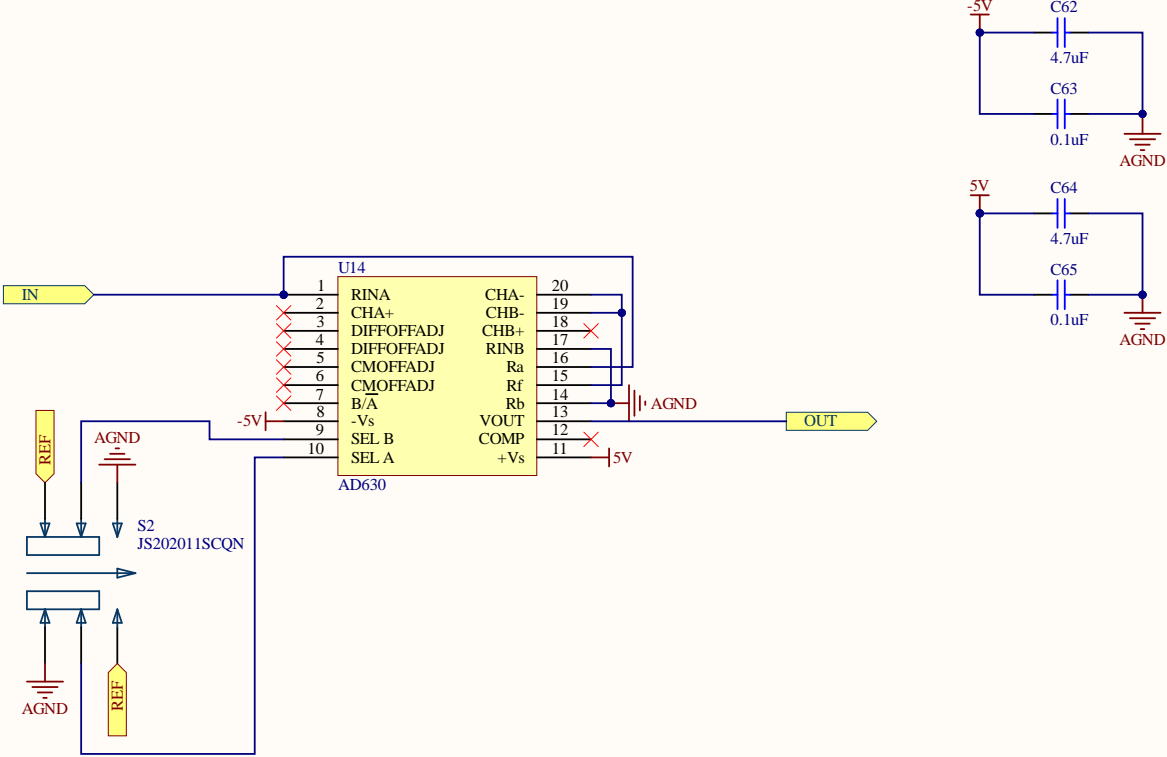 -5V
C62
4.7uF
C63
0.1uF
AGND
5V
C64
4.7uF
C65
0.1uF
AGND
IN
U14
1 RINA
2 CHA+
3 DIFFOFFADJ
4 DIFFOFFADJ
5 CMOFFADJ
6 CMOFFADJ
7 B/A
8 -Vs
9 SEL B
10 SEL A
CHA- 20
CHB- 19
CHB+ 18
RINB 17
Ra 16
Rf 15
Rb 14
VOUT 13
COMP 12
+Vs 11
AD630
-5V
AGND
OUT
5V
REF
AGND
S2
JS202011SCQN
AGND
REF